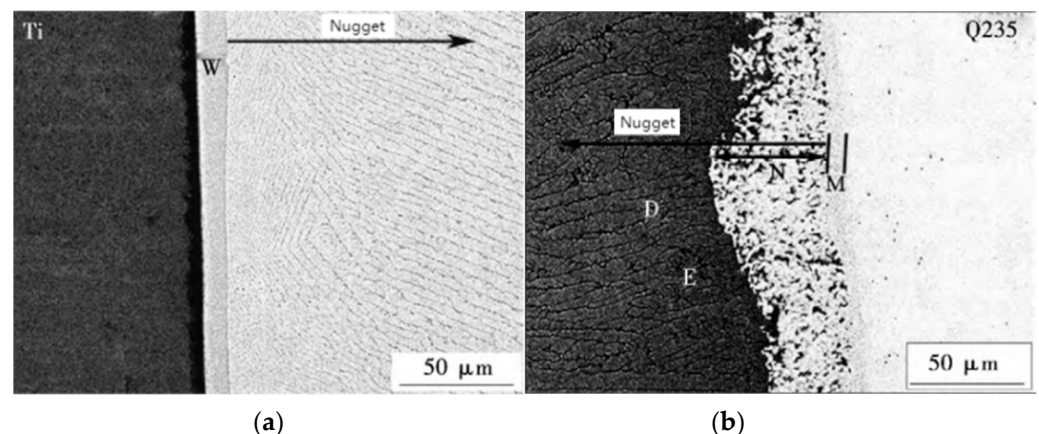 Ti
Nugget
W
50 μm
Q235
Nugget
N
M
D
E
50 μm
(a)
(b)